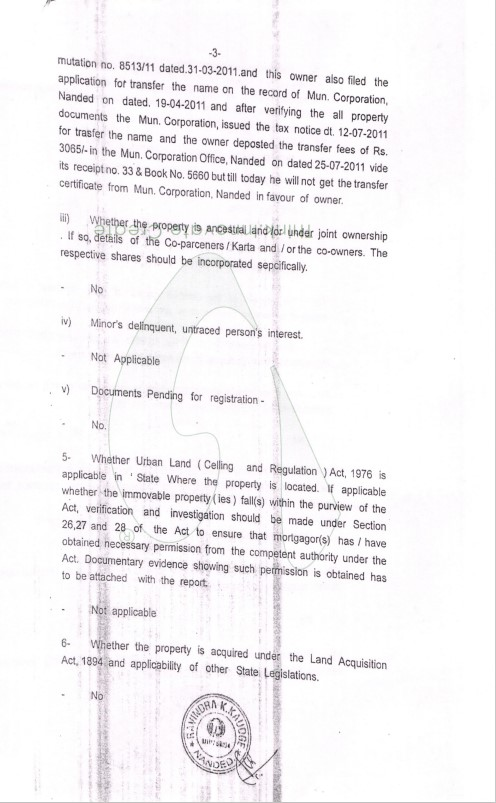 -3-
mutation no. 8513/11 dated.31-03-2011.and this owner also filed the
application for transfer the name on the record of Mun. Corporation,
Nanded on dated. 19-04-2011 and after verifying the all property
documents the Mun. Corporation, issued the tax notice dt. 12-07-2011
for trasfer the name and the owner deposted the transfer fees of Rs.
3065/- in the Mun. Corporation Office, Nanded on dated 25-07-2011 vide
its receipt no. 33 & Book No. 5660 but till today he will not get the transfer
certificate from Mun. Corporation, Nanded in favour of owner.
iii) Whether the property is ancestral and/or under joint ownership
. If so, details of the Co-parceners / Karta and / or the co-owners. The
respective shares should be incorporated sepcifically.
- No
iv) Minor's delinquent, untraced person's interest.
- Not Applicable
v) Documents Pending for registration -
- No.
5- Whether Urban Land ( Celling and Regulation ) Act, 1976 is
applicable in ' State Where the property is located. If applicable
whether the immovable property ( ies ) fall(s) within the purview of the
Act, verification and investigation should be made under Section
26,27 and 28 of the Act to ensure that mortgagor(s) has / have
obtained necessary permission from the competent authority under the
Act. Documentary evidence showing such permission is obtained has
to be attached with the report.
- Not applicable
6- Whether the property is acquired under the Land Acquisition
Act, 1894 and applicability of other State Legislations.
- No
RAVINDRA K. KAUDGE
NANDED